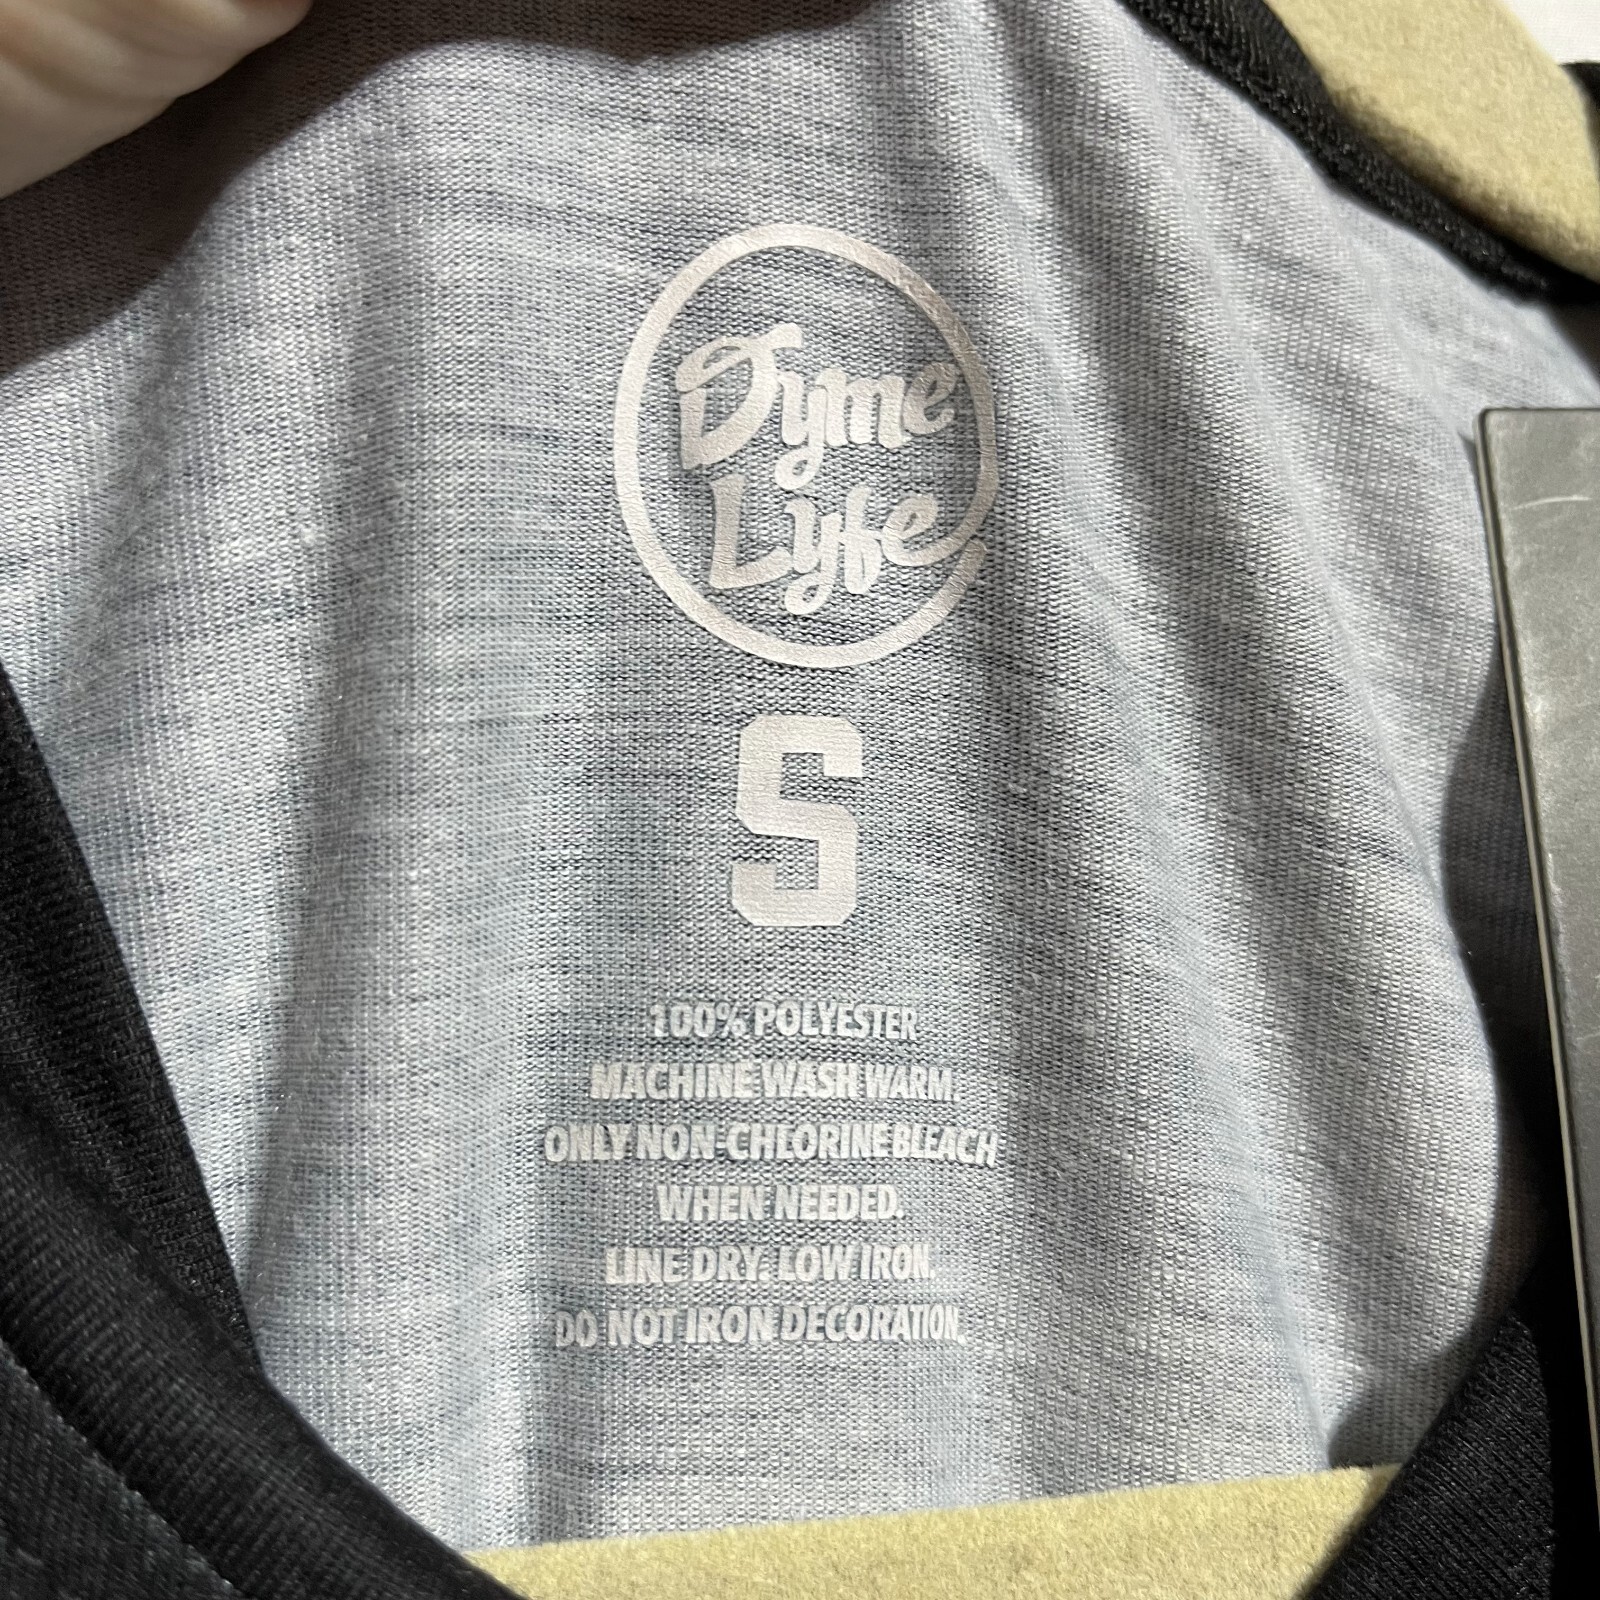 Dyme
Lyfe
S
100% POLYESTER
MACHINE WASH WARM.
ONLY NON-CHLORINE BLEACH
WHEN NEEDED.
LINE DRY. LOW IRON.
DO NOT IRON DECORATION.